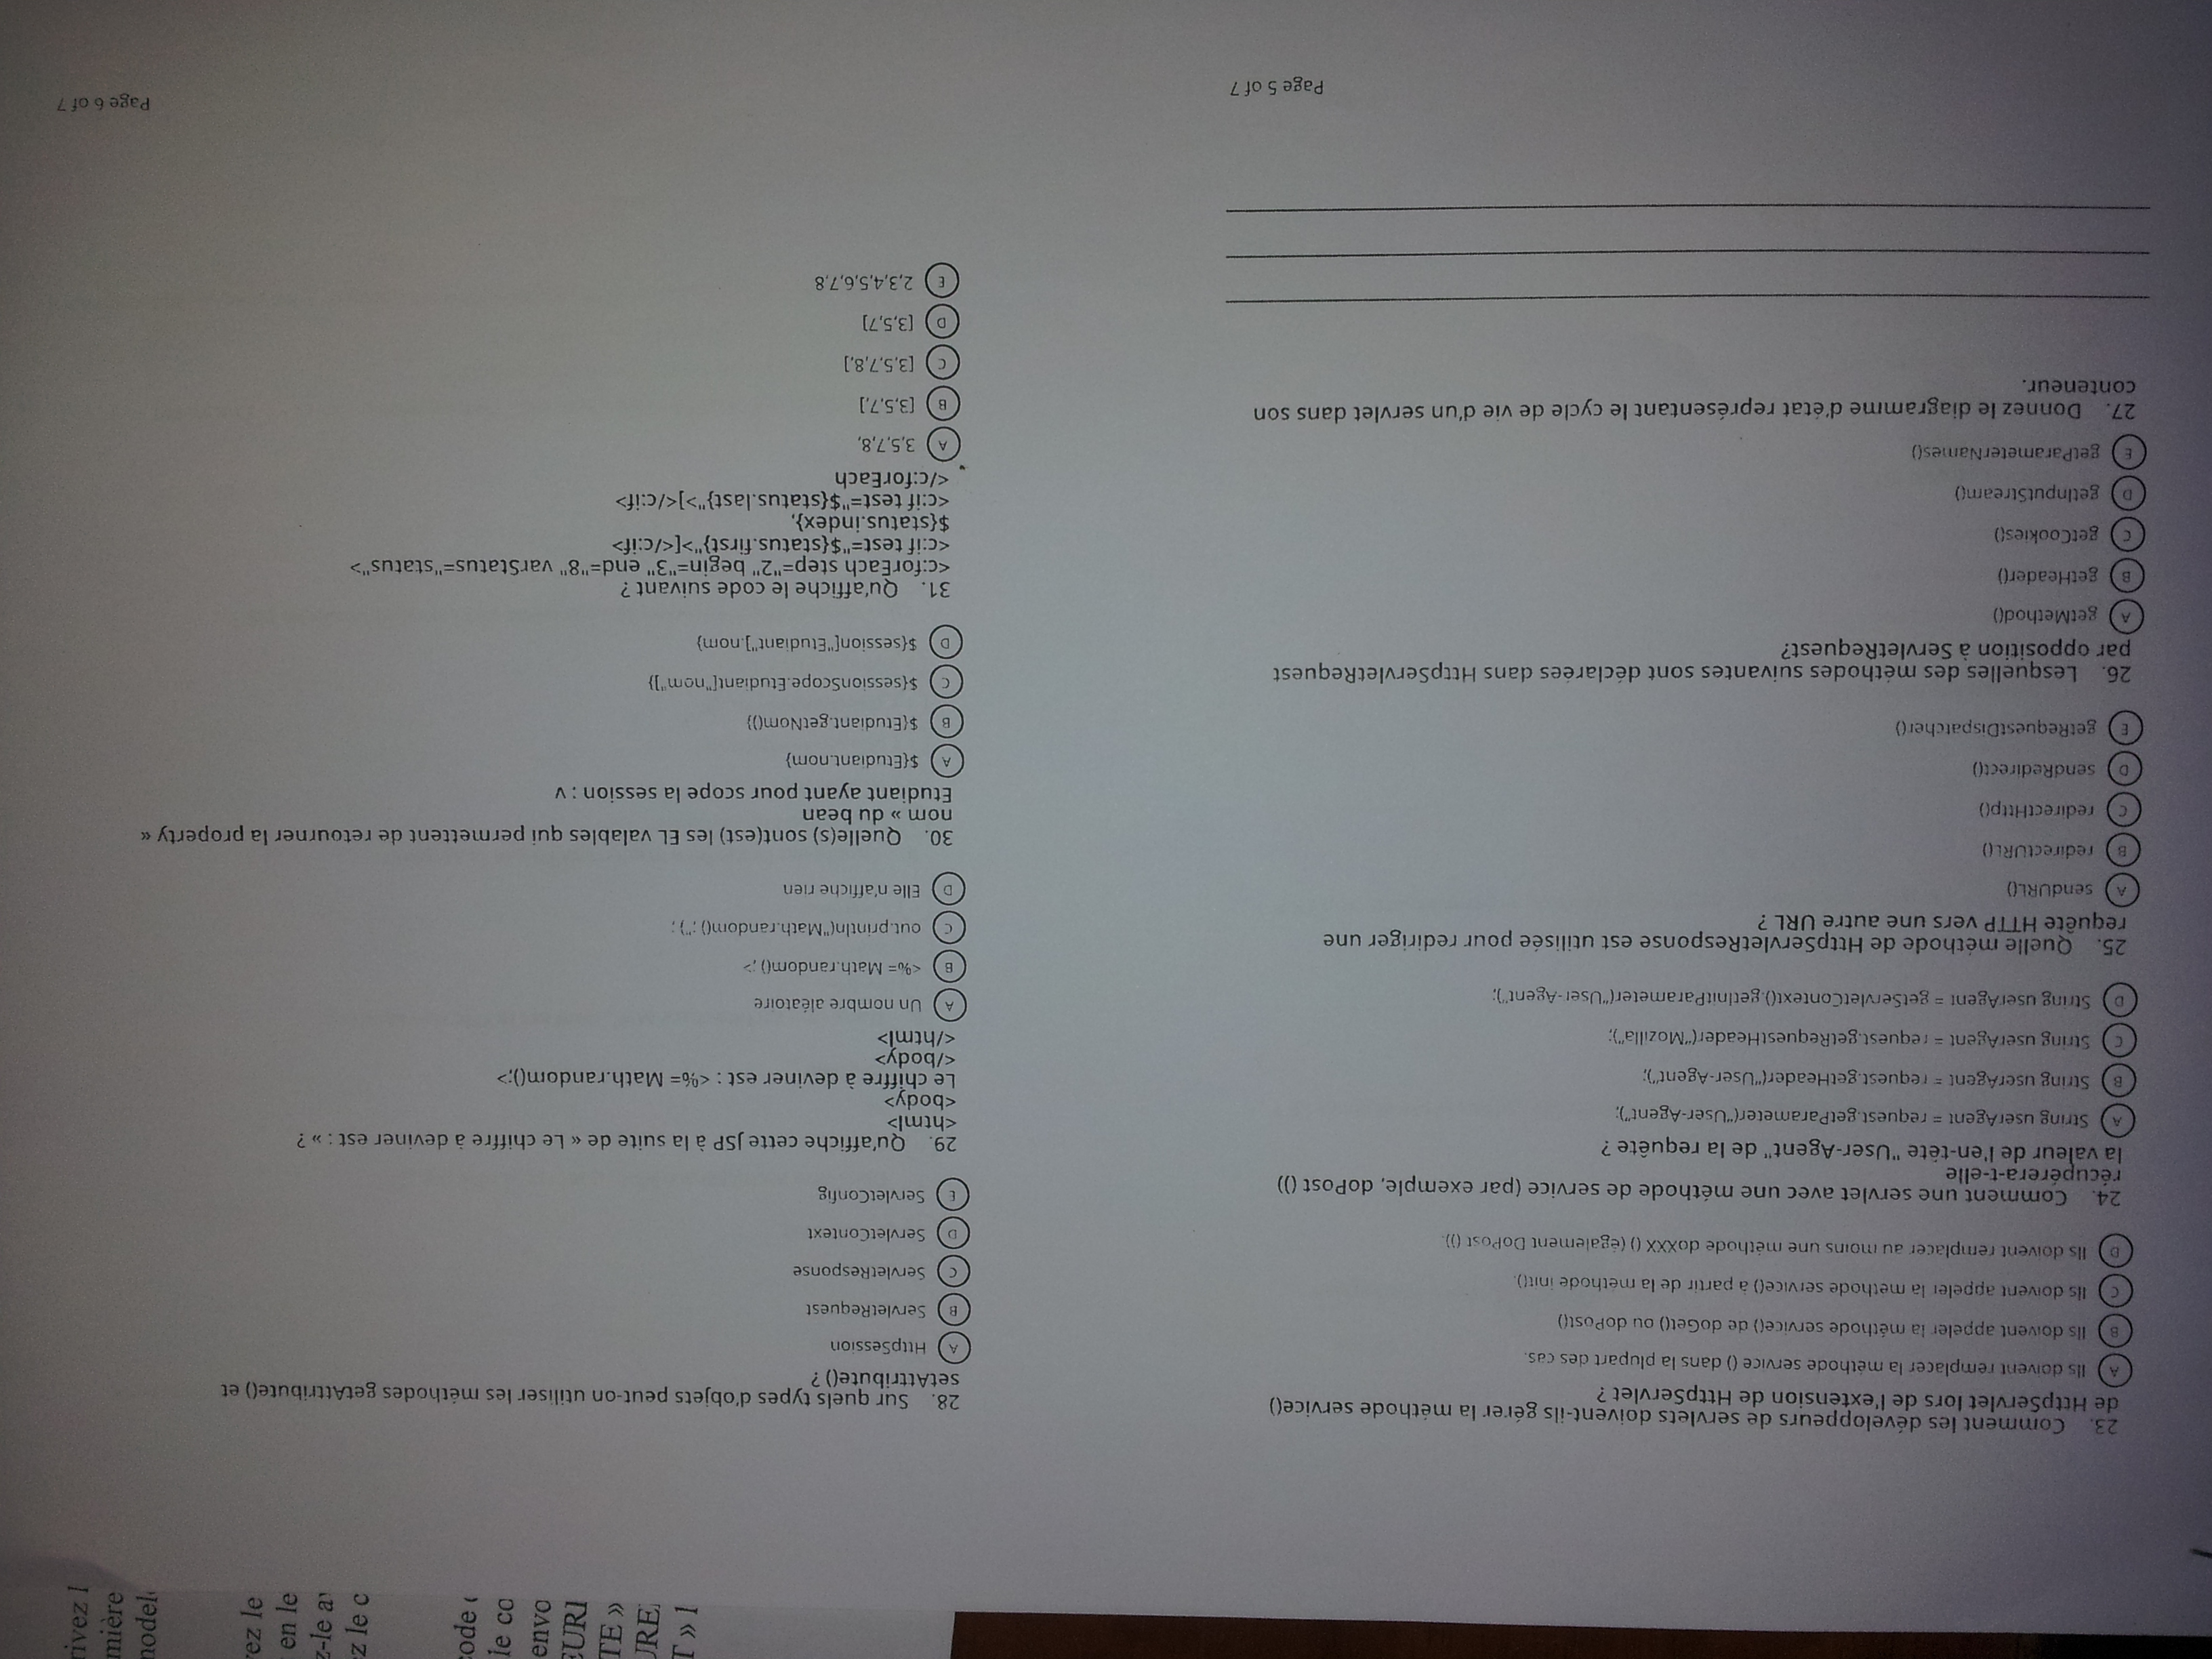 23. Comment les développeurs de servlets doivent-ils gérer la méthode service()
de HttpServlet lors de l'extension de HttpServlet ?
A Ils doivent remplacer la méthode service () dans la plupart des cas.
B Ils doivent appeler la méthode service() de doGet() ou doPost()
C Ils doivent appeler la méthode service() à partir de la méthode init().
D Ils doivent remplacer au moins une méthode doXXX () (également DoPost ()).
24. Comment une servlet avec une méthode de service (par exemple, doPost ())
récupérera-t-elle
la valeur de l'en-tête "User-Agent" de la requête ?
A String userAgent = request.getParameter(“User-Agent”);
B String userAgent = request.getHeader(“User-Agent”);
C String userAgent = request.getRequestHeader(“Mozilla”);
D String userAgent = getServletContext().getInitParameter(“User-Agent”);
25. Quelle méthode de HttpServletResponse est utilisée pour rediriger une
requête HTTP vers une autre URL ?
A sendURL()
B redirectURL()
C redirectHttp()
D sendRedirect()
E getRequestDispatcher()
26. Lesquelles des méthodes suivantes sont déclarées dans HttpServletRequest
par opposition à ServletRequest?
A getMethod()
B getHeader()
C getCookies()
D getInputStream()
E getParameterNames()
27. Donnez le diagramme d’état représentant le cycle de vie d’un servlet dans son
conteneur.
Page 5 of 7
28. Sur quels types d’objets peut-on utiliser les méthodes getAttribute() et
setAttribute() ?
A HttpSession
B ServletRequest
C ServletResponse
D ServletContext
E ServletConfig
29. Qu’affiche cette JSP à la suite de « Le chiffre à deviner est : » ?
<html>
<body>
Le chiffre à deviner est : <%= Math.random();>
</body>
</html>
A Un nombre aléatoire
B <%= Math.random() ;>
C out.println("Math.random() ;") ;
D Elle n’affiche rien
30. Quelle(s) sont(est) les EL valables qui permettent de retourner la property «
nom » du bean
Etudiant ayant pour scope la session : v
A ${Etudiant.nom}
B ${Etudiant.getNom()}
C ${sessionScope.Etudiant["nom"]}
D ${session["Etudiant"].nom}
31. Qu’affiche le code suivant ?
<c:forEach step="2" begin="3" end="8" varStatus="status">
<c:if test="${status.first}">[</c:if>
${status.index},
<c:if test="${status.last}">]</c:if>
</c:forEach
A 3,5,7,8,
B [3,5,7,]
C [3,5,7,8,]
D [3,5,7]
E 2,3,4,5,6,7,8
Page 6 of 7